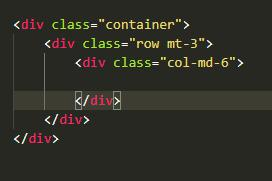 <div class="container">
<div class="row mt-3">
<div class="col-md-6">
</div>
</div>
</div>